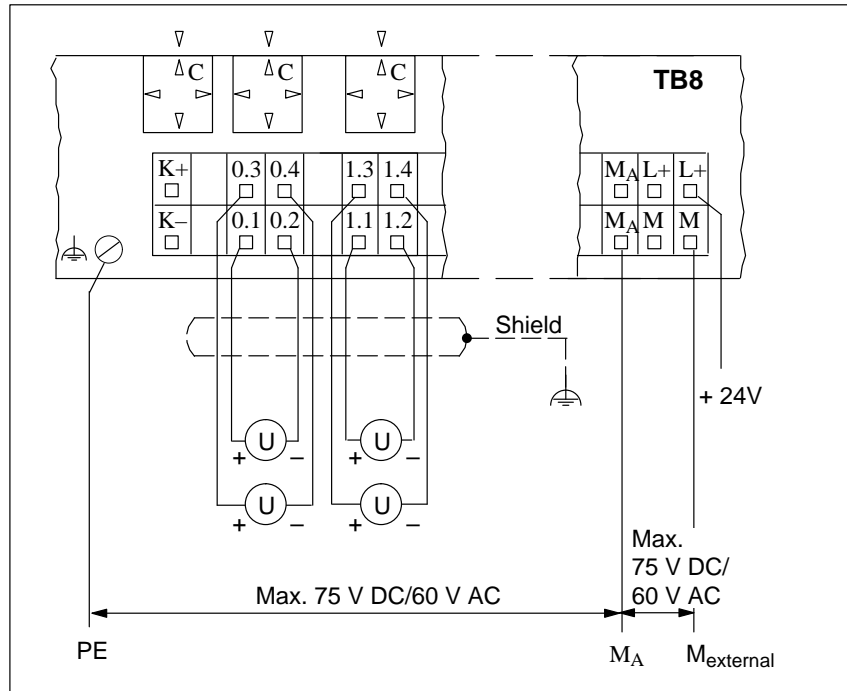 C C C
TB8
K+ 0.3 0.4 1.3 1.4 MA L+ L+
K– 0.1 0.2 1.1 1.2 MA M M
Shield
+ 24V
U U
+ – + –
U U
+ – + –
Max.
75 V DC/
60 V AC
Max. 75 V DC/60 V AC
PE MA Mexternal